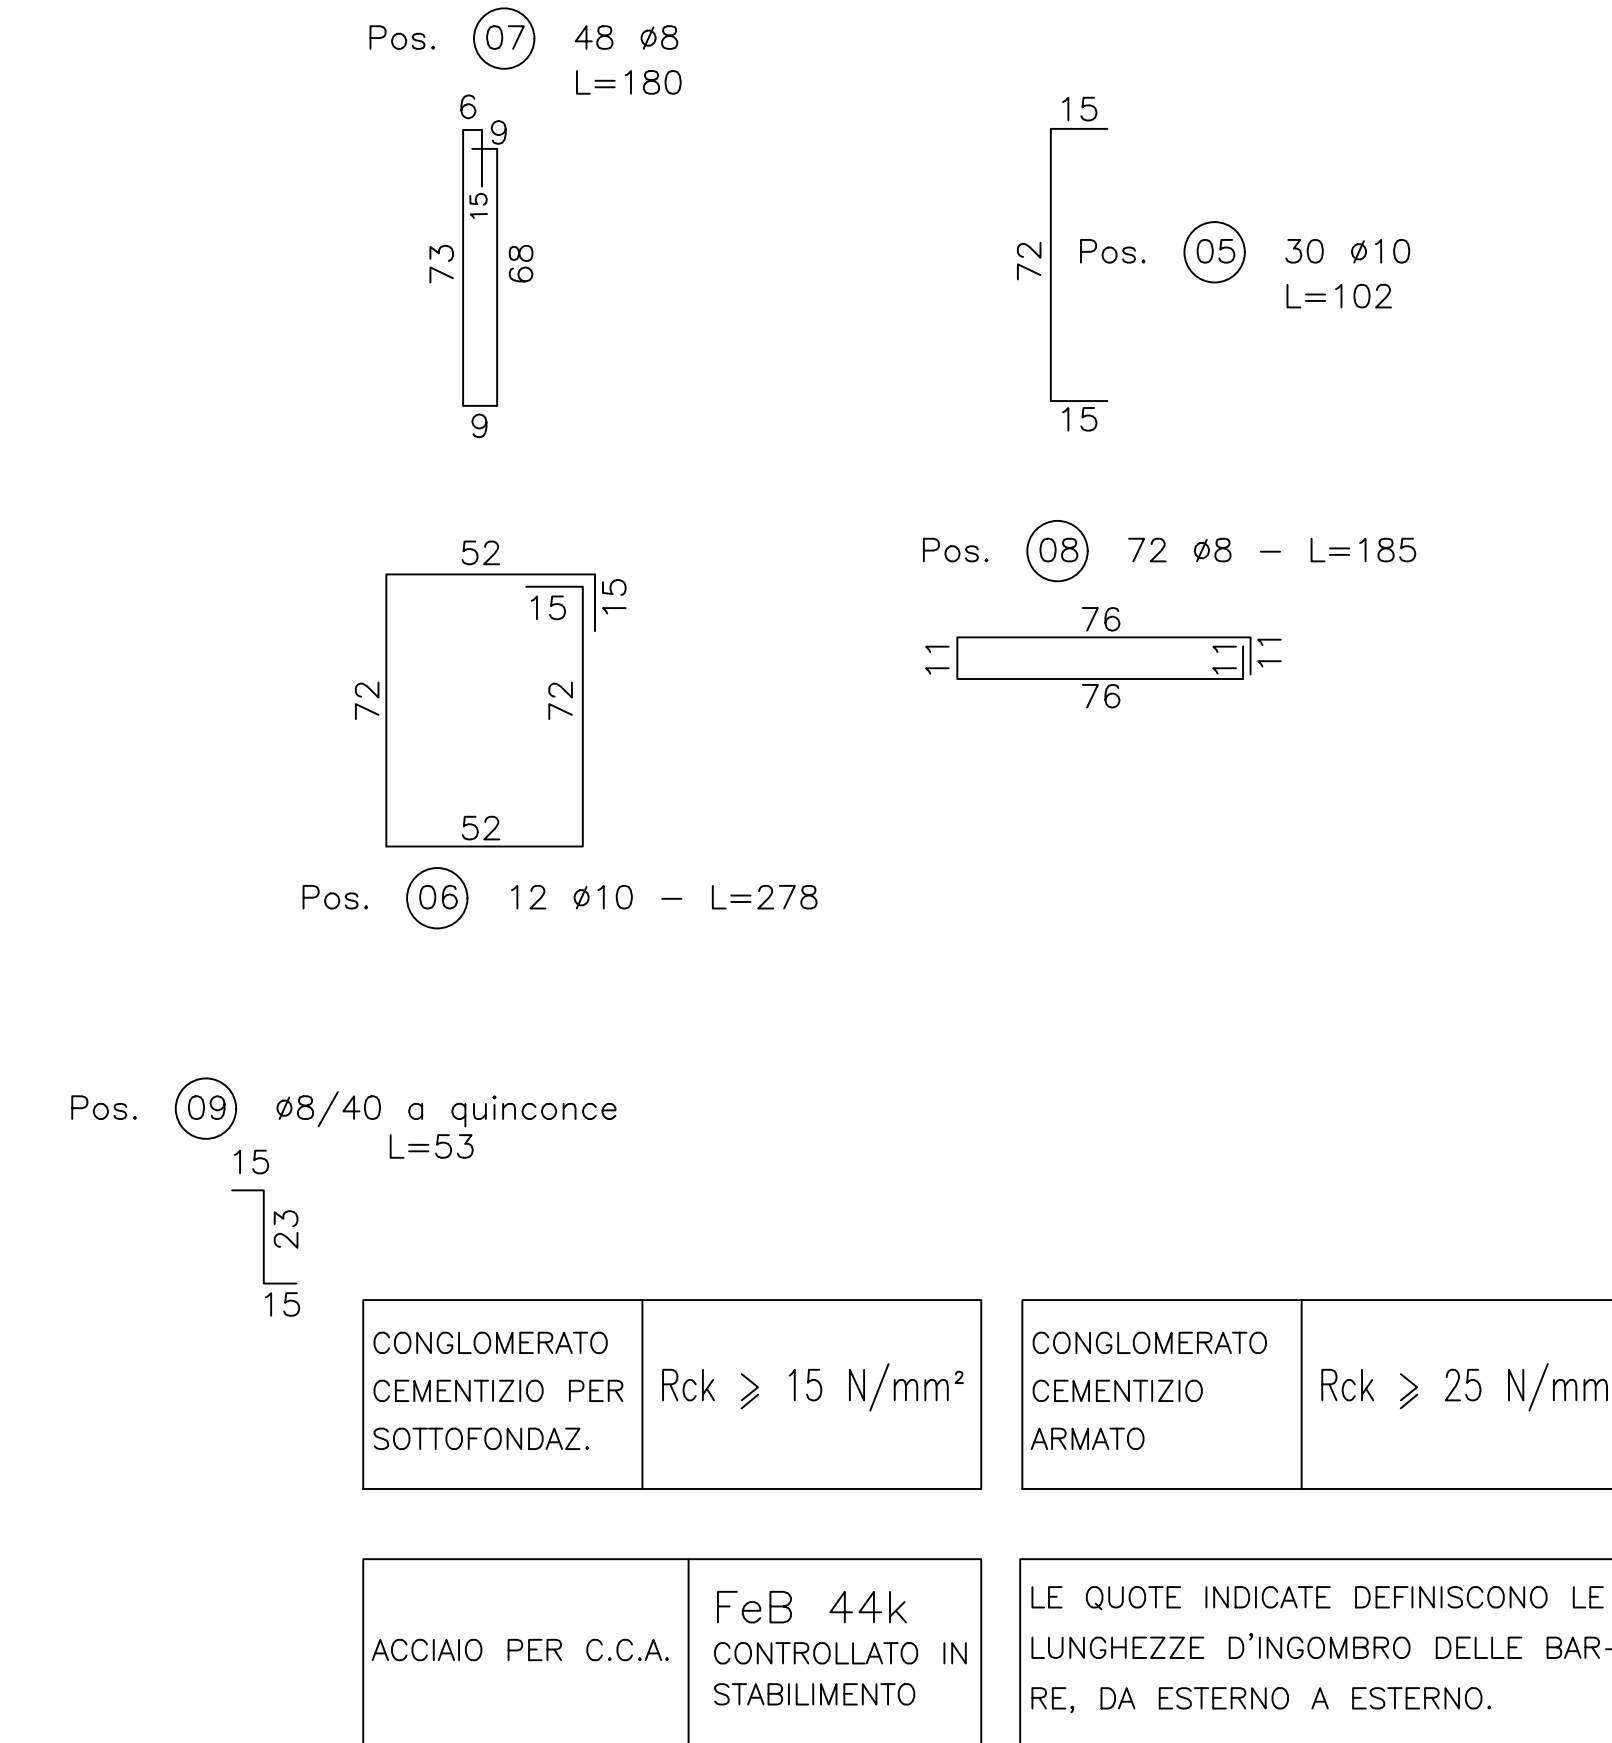 Pos. 07 48 ø8
L=180
6
9
15
73
68
9
15
72
Pos. 05 30 ø10
L=102
15
52
15
15
72
72
52
Pos. 06 12 ø10 – L=278
Pos. 08 72 ø8 – L=185
76
11
11
11
76
Pos. 09 ø8/40 a quinconce
L=53
15
23
15
CONGLOMERATO
CEMENTIZIO PER
SOTTOFONDAZ.
Rck ⩾ 15 N/mm²
CONGLOMERATO
CEMENTIZIO
ARMATO
Rck ⩾ 25 N/mm
ACCIAIO PER C.C.A.
FeB 44k
CONTROLLATO IN
STABILIMENTO
LE QUOTE INDICATE DEFINISCONO LE
LUNGHEZZE D'INGOMBRO DELLE BAR-
RE, DA ESTERNO A ESTERNO.